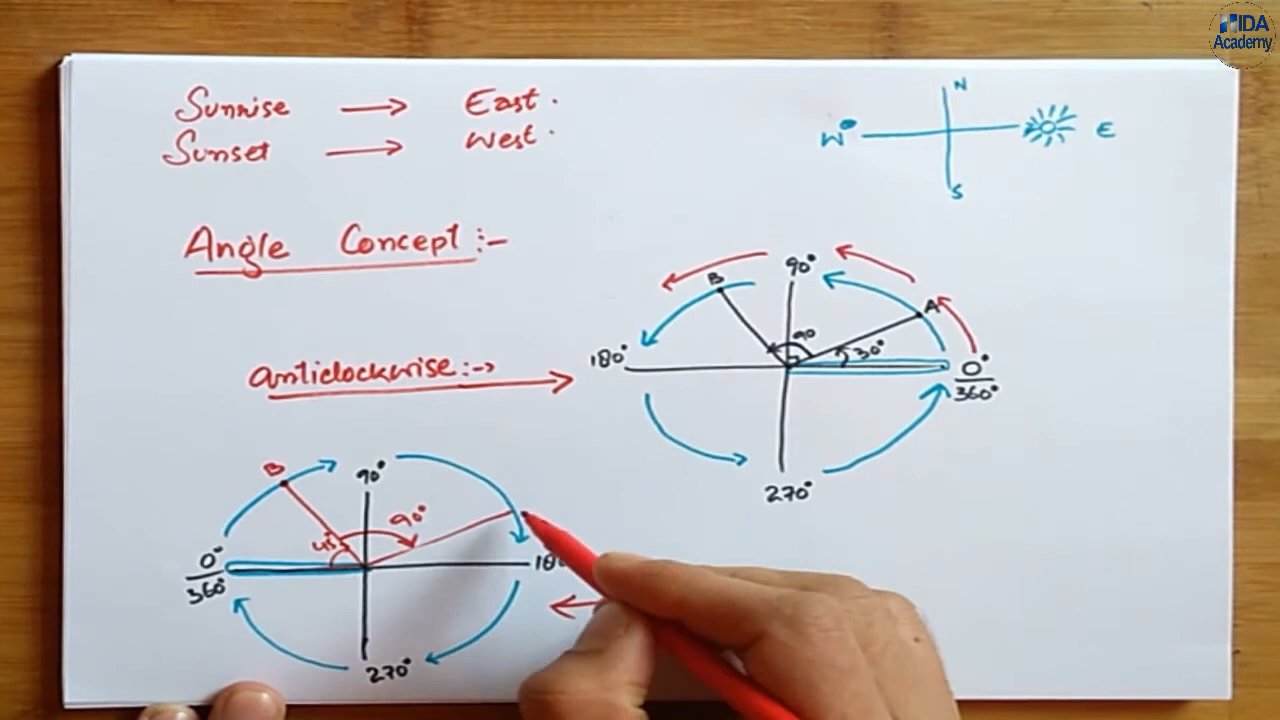 IDA
Academy
Sunrise → East.
Sunset → West.
N
W E
S
Angle Concept :-
anticlockwise :->
90°
B
A
90
30°
180°
0°
360°
270°
B
90°
90°
45°
0°
360°
270°